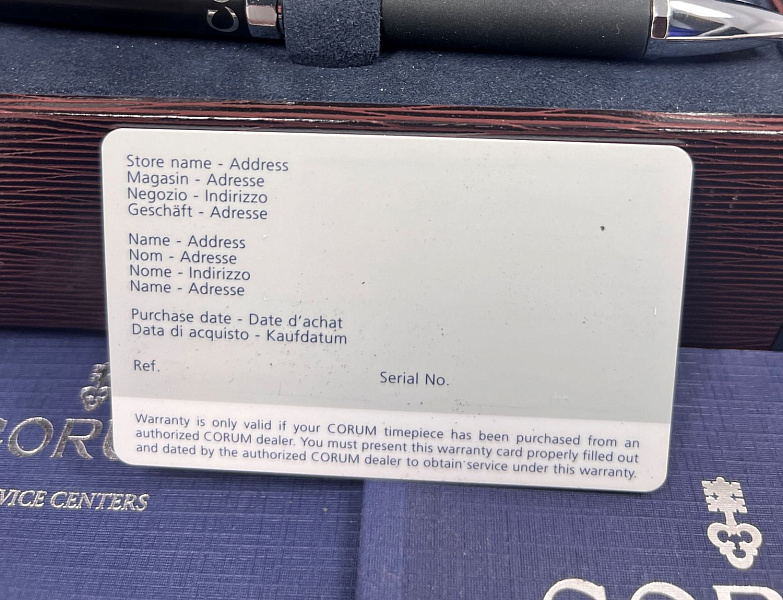 Store name - Address
Magasin - Adresse
Negozio - Indirizzo
Geschäft - Adresse
Name - Address
Nom - Adresse
Nome - Indirizzo
Name - Adresse
Purchase date - Date d'achat
Data di acquisto - Kaufdatum
Ref.
Serial No.
Warranty is only valid if your CORUM timepiece has been purchased from an
authorized CORUM dealer. You must present this warranty card properly filled out
and dated by the authorized CORUM dealer to obtain service under this warranty.
CORU
VICE CENTERS
COR